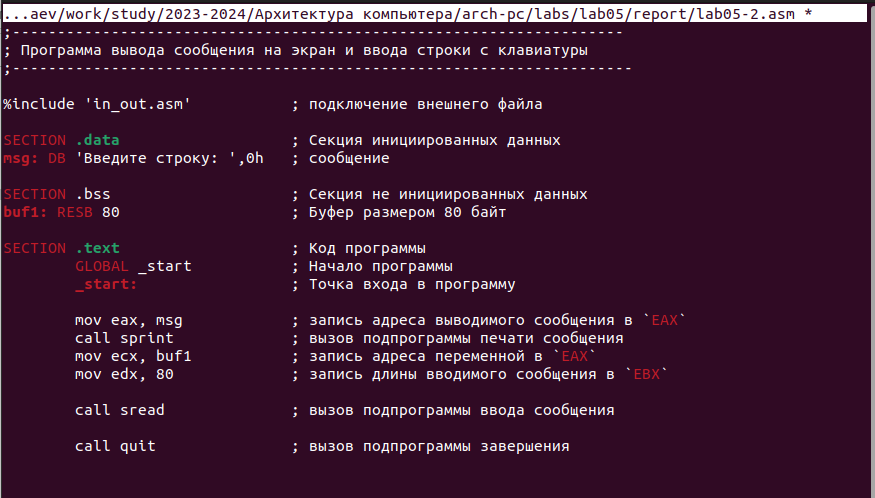 ...aev/work/study/2023-2024/Архитектура компьютера/arch-pc/labs/lab05/report/lab05-2.asm *
;--------------------------------------------------------------------
; Программа вывода сообщения на экран и ввода строки с клавиатуры
;---------------------------------------------------------------------
%include 'in_out.asm' ; подключение внешнего файла
SECTION .data ; Секция инициированных данных
msg: DB 'Введите строку: ',0h ; сообщение
SECTION .bss ; Секция не инициированных данных
buf1: RESB 80 ; Буфер размером 80 байт
SECTION .text ; Код программы
GLOBAL _start ; Начало программы
_start: ; Точка входа в программу
mov eax, msg ; запись адреса выводимого сообщения в `EAX`
call sprint ; вызов подпрограммы печати сообщения
mov ecx, buf1 ; запись адреса переменной в `EAX`
mov edx, 80 ; запись длины вводимого сообщения в `EBX`
call sread ; вызов подпрограммы ввода сообщения
call quit ; вызов подпрограммы завершения